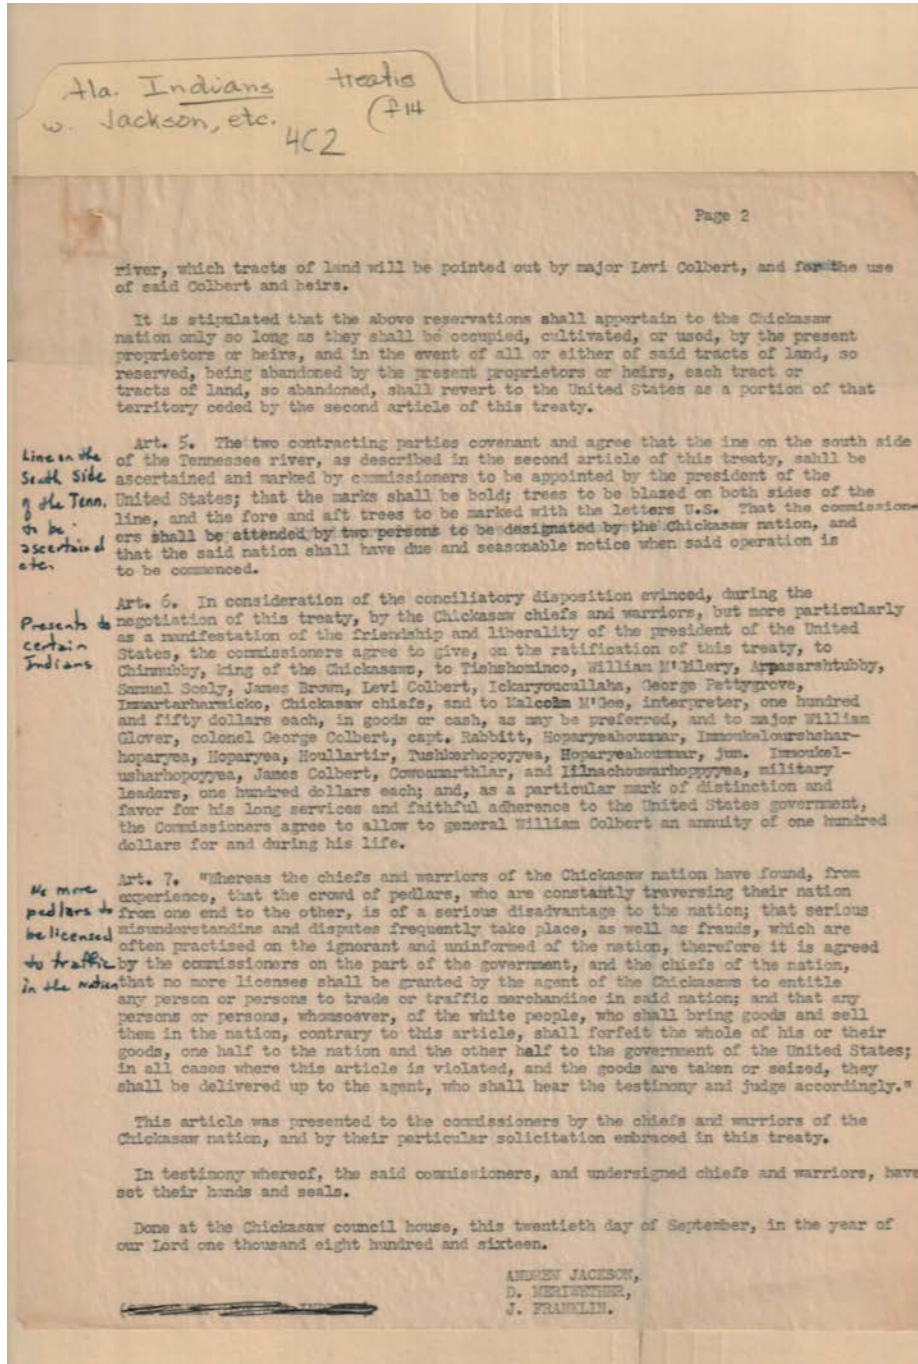 Ala. Indians treatie
w. Jackson, etc. (f 14
4C2
Page 2
river, which tracts of land will be pointed out by major Levi Colbert, and for the use
of said Colbert and heirs.
It is stipulated that the above reservations shall appertain to the Chickasaw
nation only so long as they shall be occupied, cultivated, or used, by the present
proprietors or heirs, and in the event of all or either of said tracts of land, so
reserved, being abandoned by the present proprietors or heirs, each tract or
tracts of land, so abandoned, shall revert to the United States as a portion of that
territory ceded by the second article of this treaty.
Line on the
South Side
of the Tenn.
to be
ascertained
etc.
Art. 5. The two contracting parties covenant and agree that the ine on the south side
of the Tennessee river, as described in the second article of this treaty, sahll be
ascertained and marked by commissioners to be appointed by the president of the
United States; that the marks shall be bold; trees to be blazed on both sides of the
line, and the fore and aft trees to be marked with the letters U.S. That the commission-
ers shall be attended by two persons to be designated by the Chickasaw nation, and
that the said nation shall have due and seasonable notice when said operation is
to be commenced.
Presents to
certain
Indians
Art. 6. In consideration of the conciliatory disposition evinced, during the
negotiation of this treaty, by the Chickasaw chiefs and warriors, but more particularly
as a manifestation of the friendship and liberality of the president of the United
States, the commissioners agree to give, on the ratification of this treaty, to
Chinnubby, king of the Chickasaws, to Tishshominco, William M'Gilery, Arpasarshtubby,
Samuel Seely, James Brown, Levi Colbert, Ickaryoucullaha, George Pettygrove,
Immartarharmicko, Chickasaw chiefs, and to Malcolm M'Gee, interpreter, one hundred
and fifty dollars each, in goods or cash, as may be preferred, and to major William
Glover, colonel George Colbert, capt. Rabbitt, Hoparyeahoummar, Immoukelourshshar-
hoparyea, Hoparyea, Houllartir, Tushkerhopoyyea, Hoparyeahoummar, jun. Immoukel-
usharhopoyyea, James Colbert, Coweamarthlar, and Iilnachouwarhoppyyea, military
leaders, one hundred dollars each; and, as a particular mark of distinction and
favor for his long services and faithful adherence to the United States government,
the Commissioners agree to allow to general William Colbert an annuity of one hundred
dollars for and during his life.
No more
pedlars to
be licensed
to traffic
in the nation
Art. 7. "Whereas the chiefs and warriors of the Chickasaw nation have found, from
experience, that the crowd of pedlars, who are constantly traversing their nation
from one end to the other, is of a serious disadvantage to the nation; that serious
misunderstandins and disputes frequently take place, as well as frauds, which are
often practised on the ignorant and uninformed of the nation, therefore it is agreed
by the commissioners on the part of the government, and the chiefs of the nation,
that no more licenses shall be granted by the agent of the Chickasaws to entitle
any person or persons to trade or traffic merchandise in said nation; and that any
persons or persons, whomsoever, of the white people, who shall bring goods and sell
them in the nation, contrary to this article, shall forfeit the whole of his or their
goods, one half to the nation and the other half to the government of the United States;
in all cases where this article is violated, and the goods are taken or seized, they
shall be delivered up to the agent, who shall hear the testimony and judge accordingly."
This article was presented to the commissioners by the chiefs and warriors of the
Chickasaw nation, and by their particular solicitation embraced in this treaty.
In testimony whereof, the said commissioners, and undersigned chiefs and warriors, have
set their hands and seals.
Done at the Chickasaw council house, this twentieth day of September, in the year of
our Lord one thousand eight hundred and sixteen.
ANDREW JACKSON,
D. MERIWETHER,
J. FRANKLIN.